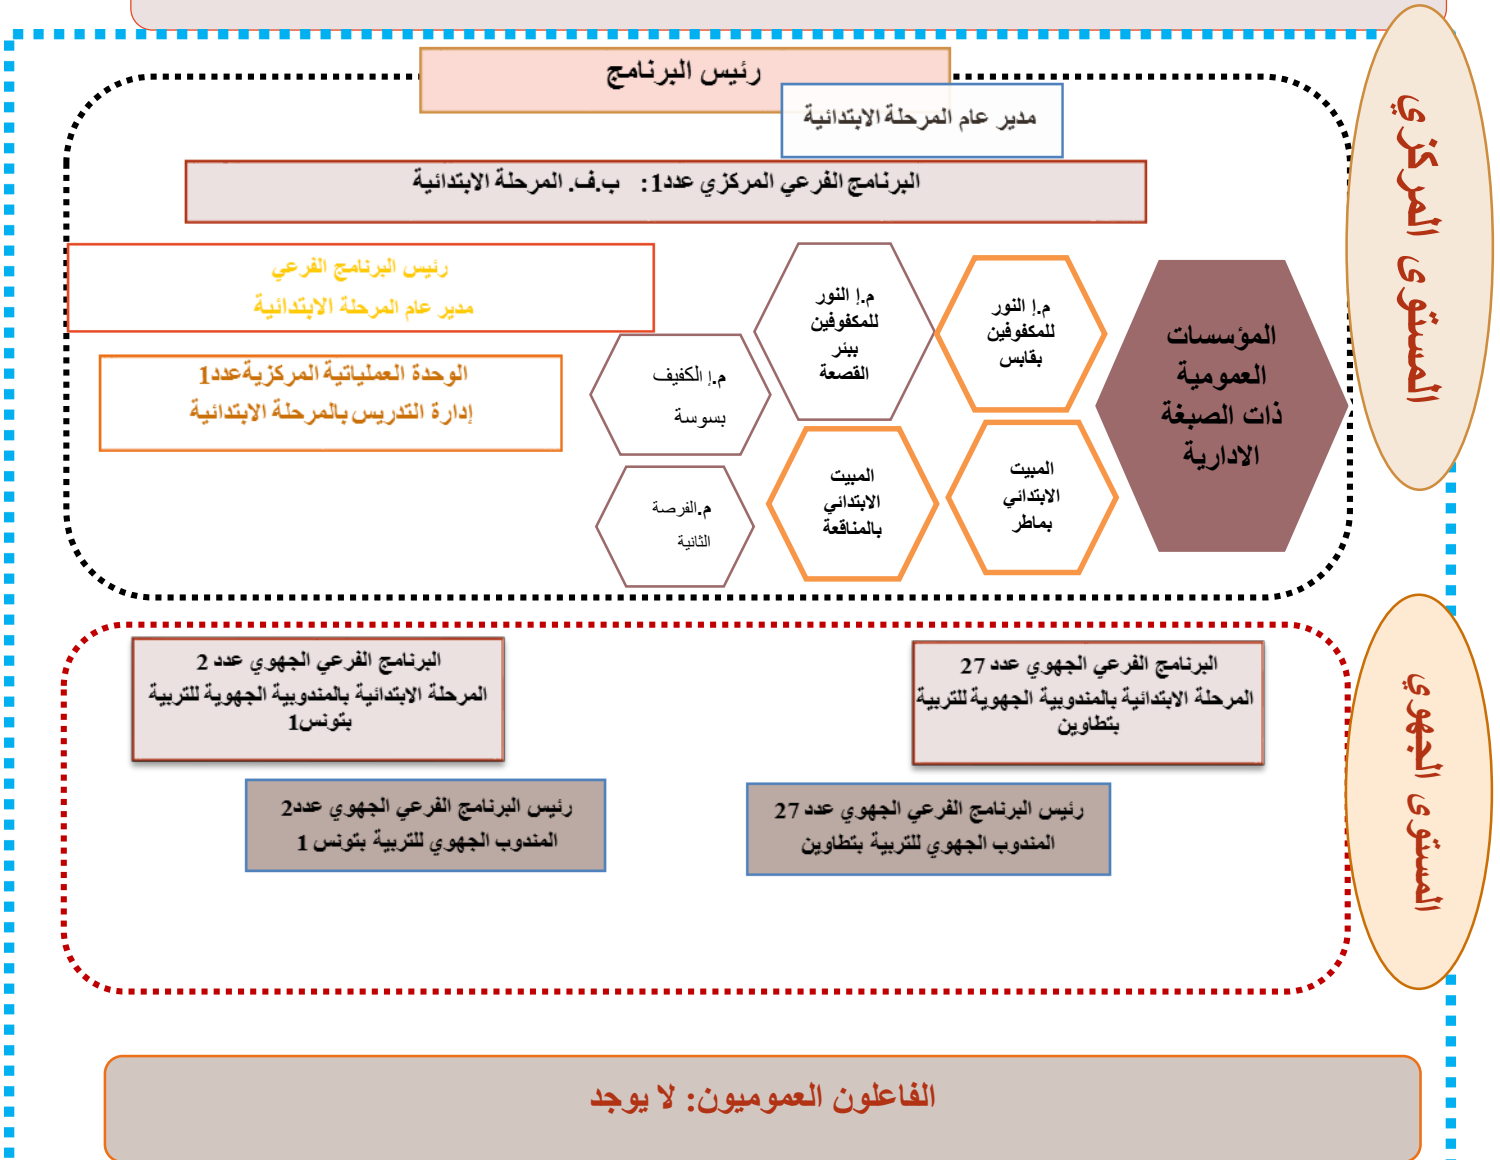 رئيس البرنامج
مدير عام المرحلة الابتدائية
البرنامج الفرعي المركزي عدد1: ب.ف. المرحلة الابتدائية
المستوى المركزي
رئيس البرنامج الفرعي
مدير عام المرحلة الابتدائية
الوحدة العملياتية المركزيةعدد1
إدارة التدريس بالمرحلة الابتدائية
المؤسسات
العمومية
ذات الصبغة
الادارية
م.إ النور
للمكفوفين
بقابس
م.إ النور
للمكفوفين
ببئر
القصعة
م.إ الكفيف
بسوسة
المبيت
الابتدائي
بماطر
المبيت
الابتدائي
بالمناقعة
م.الفرصة
الثانية
المستوى الجهوي
البرنامج الفرعي الجهوي عدد 27
المرحلة الابتدائية بالمندوبية الجهوية للتربية
بتطاوين
رئيس البرنامج الفرعي الجهوي عدد 27
المندوب الجهوي للتربية بتطاوين
البرنامج الفرعي الجهوي عدد 2
المرحلة الابتدائية بالمندوبية الجهوية للتربية
بتونس1
رئيس البرنامج الفرعي الجهوي عدد2
المندوب الجهوي للتربية بتونس 1
الفاعلون العموميون: لا يوجد